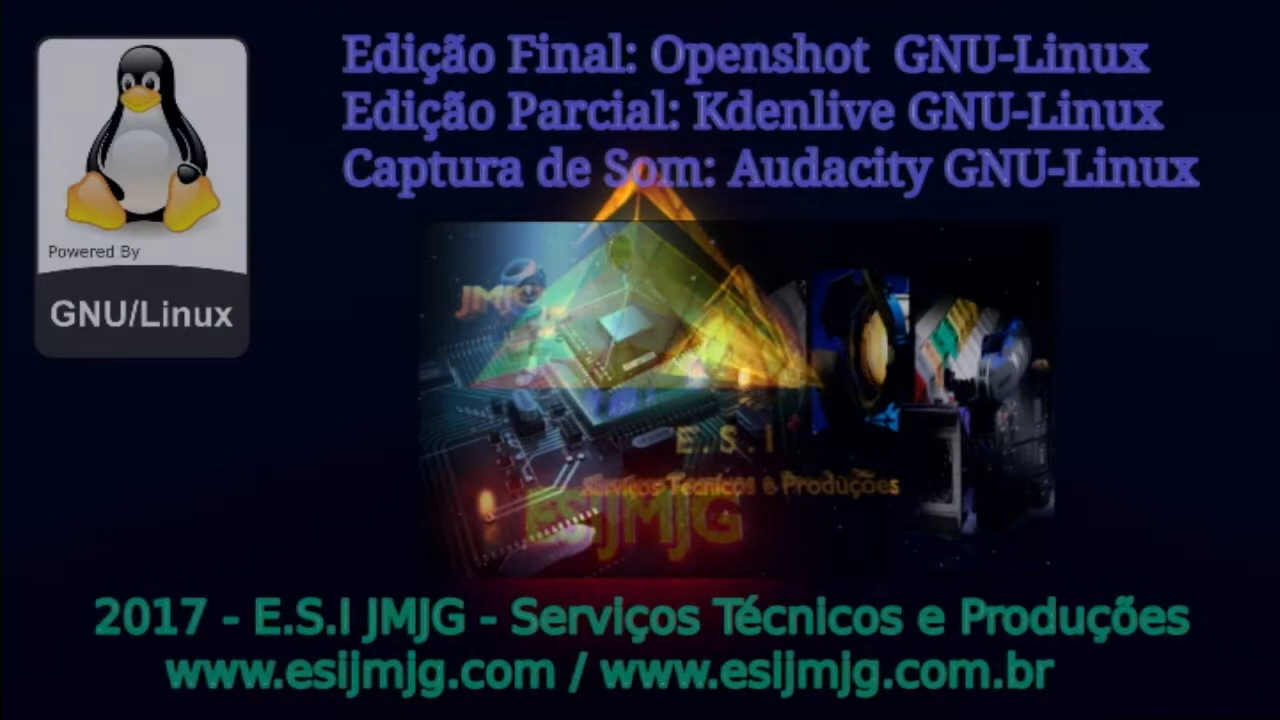 Edição Final: Openshot GNU-Linux
Edição Parcial: Kdenlive GNU-Linux
Captura de Som: Audacity GNU-Linux
Powered By
GNU/Linux
JMJG
E.S.I
Serviços Técnicos e Produções
ESIJMJG
2017 - E.S.I JMJG - Serviços Técnicos e Produções
www.esijmjg.com / www.esijmjg.com.br